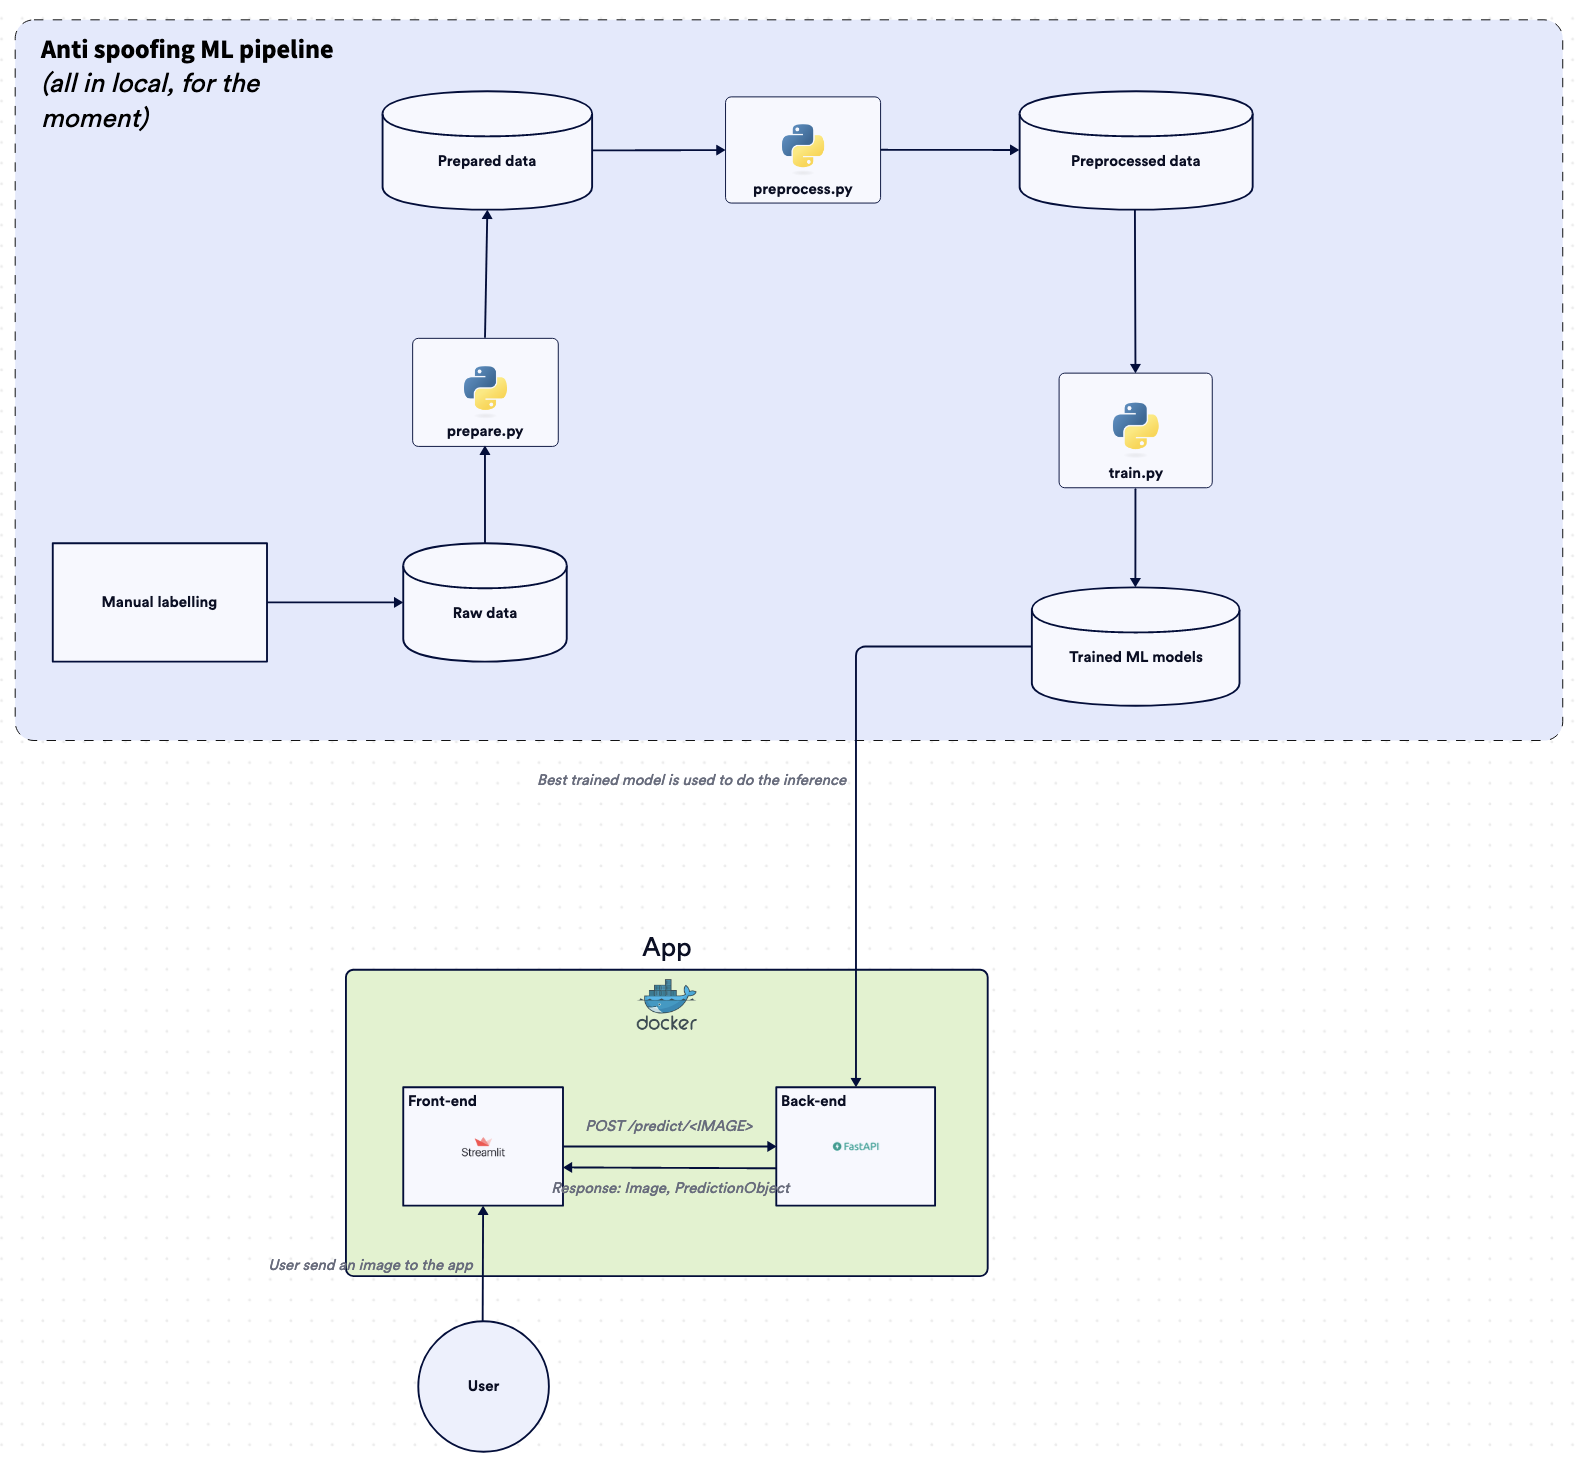 Anti spoofing ML pipeline
(all in local, for the
moment)
Prepared data
preprocess.py
Preprocessed data
prepare.py
train.py
Manual labelling
Raw data
Trained ML models
Best trained model is used to do the inference
App
docker
Front-end
Streamlit
POST /predict/<IMAGE>
Response: Image, PredictionObject
Back-end
FastAPI
User send an image to the app
User